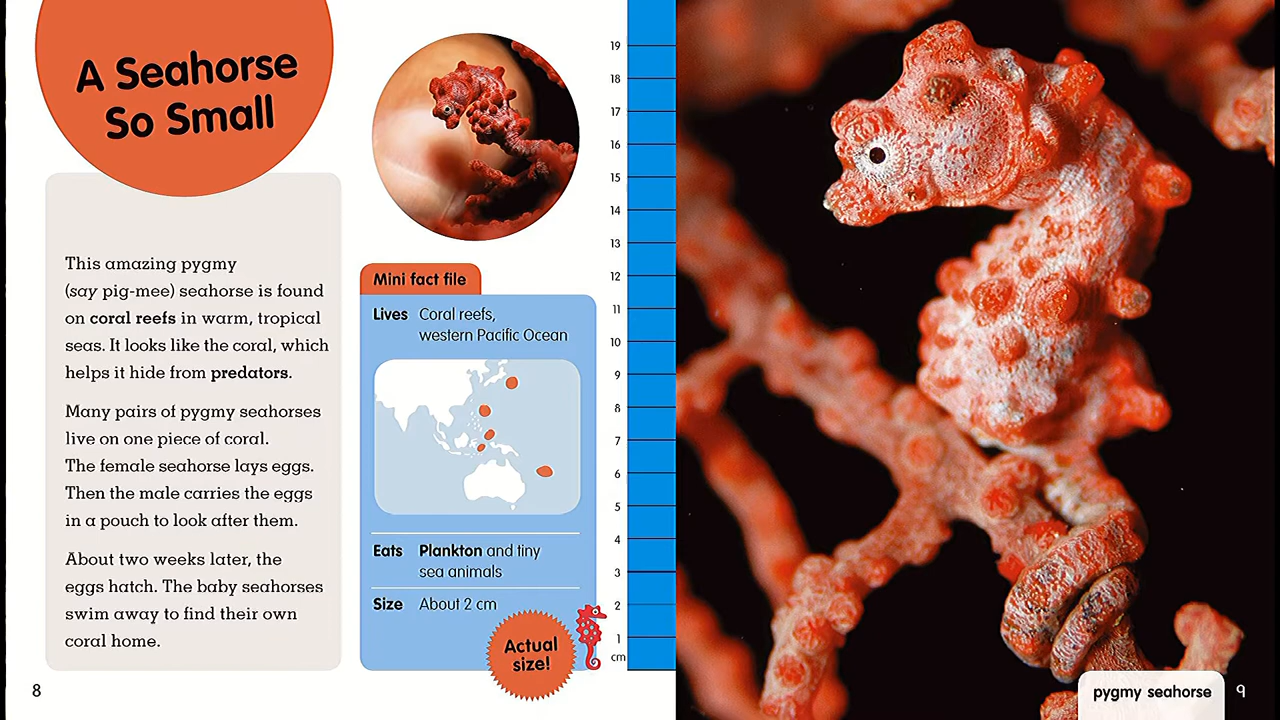 A Seahorse
So Small
This amazing pygmy
(say pig-mee) seahorse is found
on coral reefs in warm, tropical
seas. It looks like the coral, which
helps it hide from predators.
Many pairs of pygmy seahorses
live on one piece of coral.
The female seahorse lays eggs.
Then the male carries the eggs
in a pouch to look after them.
About two weeks later, the
eggs hatch. The baby seahorses
swim away to find their own
coral home.
8
Mini fact file
Lives Coral reefs,
western Pacific Ocean
Eats Plankton and tiny
sea animals
Size About 2 cm
Actual
size!
19
18
17
16
15
14
13
12
11
10
9
8
7
6
5
4
3
2
1
cm
pygmy seahorse
9